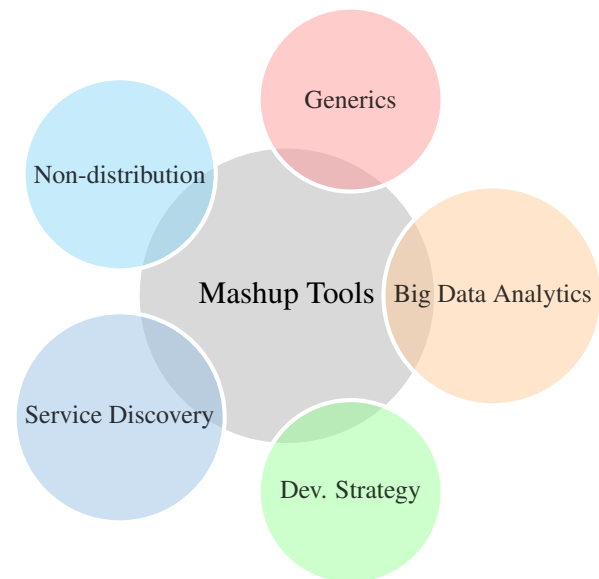 Generics
Non-distribution
Mashup Tools
Big Data Analytics
Service Discovery
Dev. Strategy